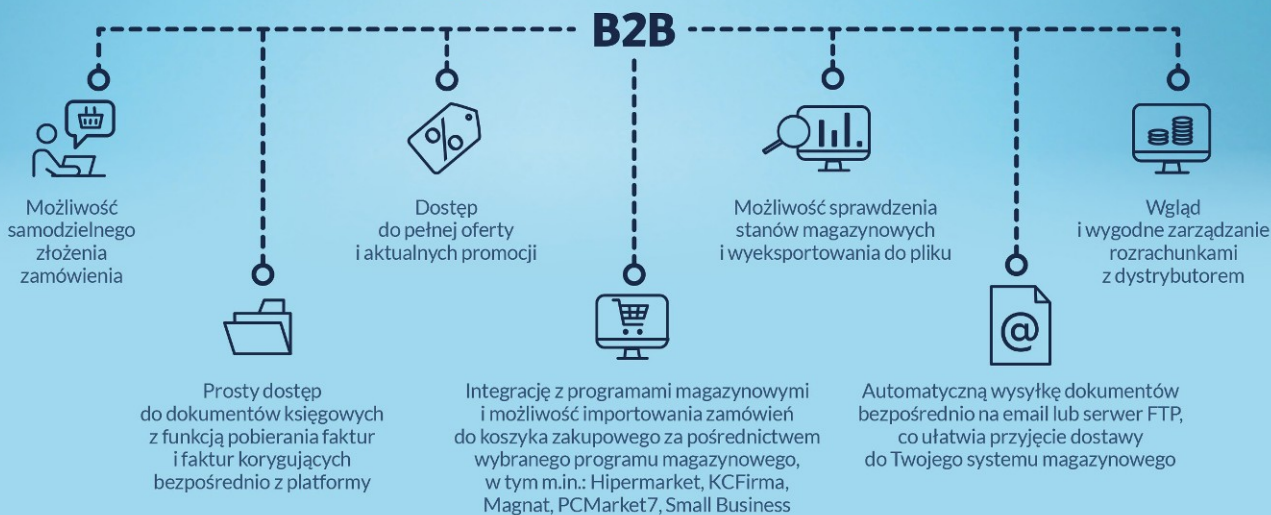 B2B
Możliwość
samodzielnego
złożenia
zamówienia
Prosty dostęp
do dokumentów księgowych
z funkcją pobierania faktur
i faktur korygujących
bezpośrednio z platformy
Dostęp
do pełnej oferty
i aktualnych promocji
Integrację z programami magazynowymi
i możliwość importowania zamówień
do koszyka zakupowego za pośrednictwem
wybranego programu magazynowego,
w tym m.in.: Hipermarket, KCFirma,
Magnat, PCMarket7, Small Business
Możliwość sprawdzenia
stanów magazynowych
i wyeksportowania do pliku
@
Automatyczną wysyłkę dokumentów
bezpośrednio na email lub serwer FTP,
co ułatwia przyjęcie dostawy
do Twojego systemu magazynowego
Wgląd
i wygodne zarządzanie
rozrachunkami
z dystrybutorem